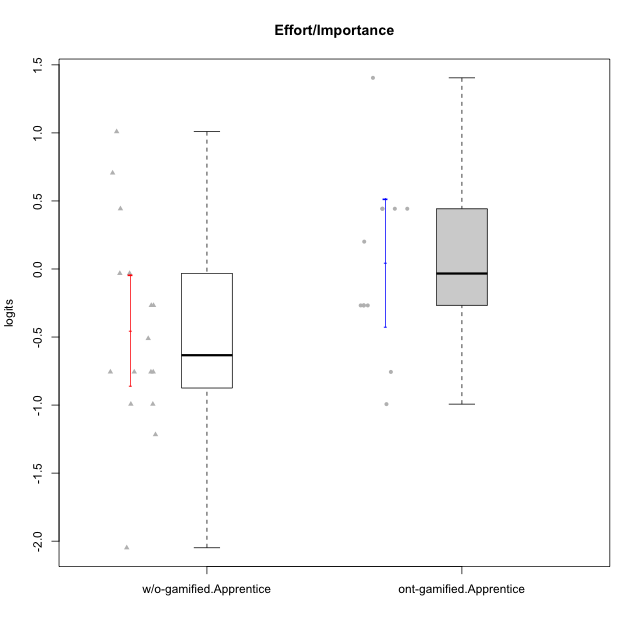 Effort/Importance
logits
1.5
1.0
0.5
0.0
-0.5
-1.0
-1.5
-2.0
w/o-gamified.Apprentice
ont-gamified.Apprentice